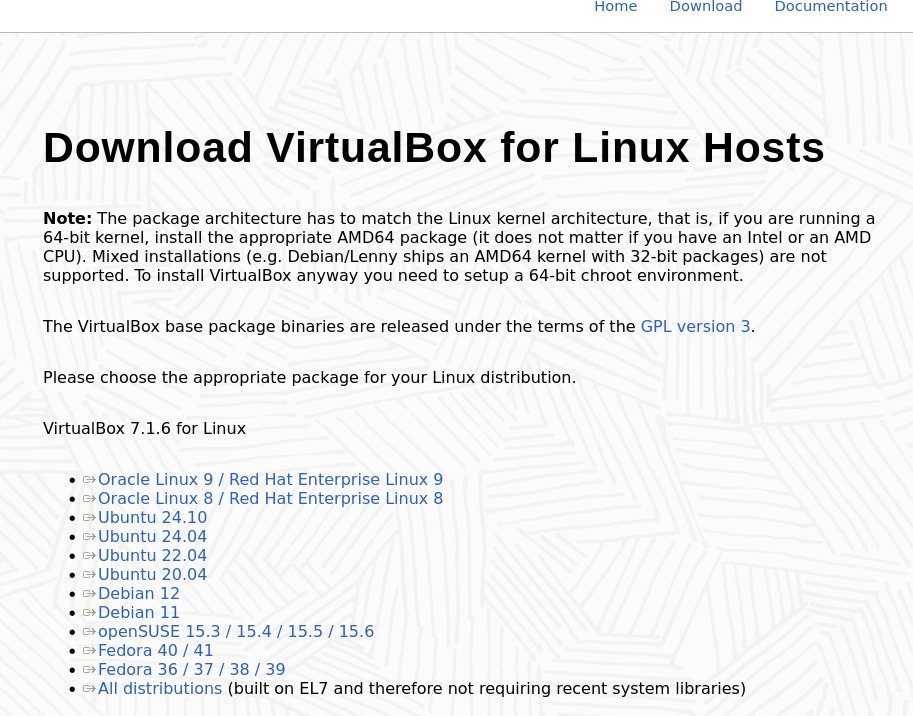 Home Download Documentation
Download VirtualBox for Linux Hosts
Note: The package architecture has to match the Linux kernel architecture, that is, if you are running a
64-bit kernel, install the appropriate AMD64 package (it does not matter if you have an Intel or an AMD
CPU). Mixed installations (e.g. Debian/Lenny ships an AMD64 kernel with 32-bit packages) are not
supported. To install VirtualBox anyway you need to setup a 64-bit chroot environment.
The VirtualBox base package binaries are released under the terms of the GPL version 3.
Please choose the appropriate package for your Linux distribution.
VirtualBox 7.1.6 for Linux
• Oracle Linux 9 / Red Hat Enterprise Linux 9
• Oracle Linux 8 / Red Hat Enterprise Linux 8
• Ubuntu 24.10
• Ubuntu 24.04
• Ubuntu 22.04
• Ubuntu 20.04
• Debian 12
• Debian 11
• openSUSE 15.3 / 15.4 / 15.5 / 15.6
• Fedora 40 / 41
• Fedora 36 / 37 / 38 / 39
• All distributions (built on EL7 and therefore not requiring recent system libraries)